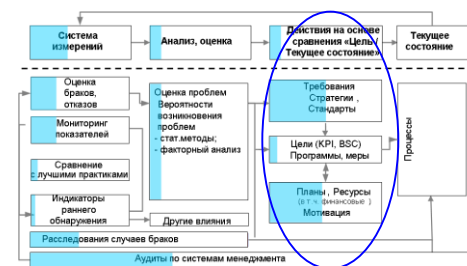 Система
измерений
Анализ, оценка
Действия на основе
сравнения «Цель-
Текущее состояние"
Текущее
состояние
Оценка
браков,
отказов
Мониторинг
показателей
Сравнение
с лучшими практиками
Индикаторы
раннего
обнаружения
Оценка проблем
Вероятности
возникновения
проблем
- стат.методы;
- факторный анализ
Другие влияния
Требования
Стратегии ,
Стандарты
Цели (KPI, BSC)
Программы, меры
Планы , Ресурсы
(в т.ч. финансовые )
Мотивация
Процессы
Расследования случаев браков
Аудиты по системам менеджмента